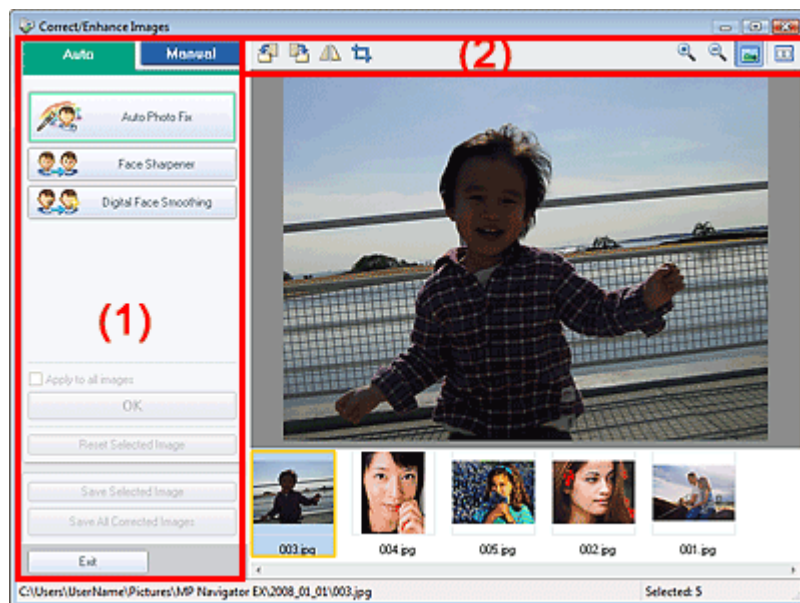 Correct/Enhance Images
Auto Manual
(2)
Auto Photo Fix
Face Sharpener
Digital Face Smoothing
(1)
Apply to all images
OK
Reset Selected Image
Save Selected Image
Save All Corrected Images
Exit
003.jpg 004.jpg 005.jpg 002.jpg 001.jpg
C:\Users\UserName\Pictures\MP Navigator EX\2008_01_01\003.jpg Selected: 5